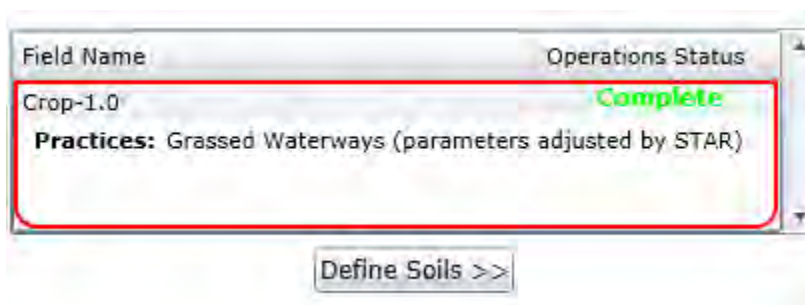 Field Name Operations Status
Crop-1.0 Complete
Practices: Grassed Waterways (parameters adjusted by STAR)
Define Soils >>